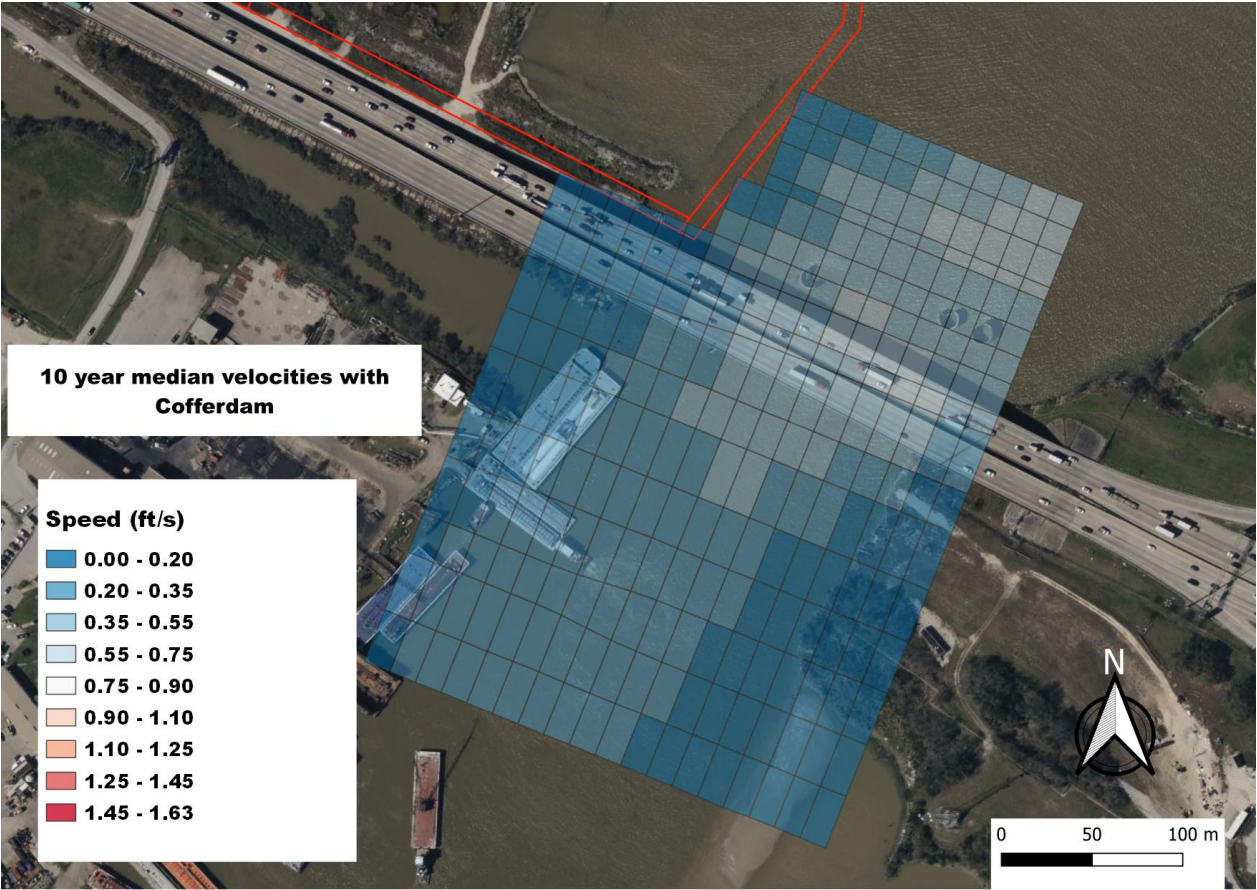 10 year median velocities with
Cofferdam
Speed (ft/s)
0.00 - 0.20
0.20 - 0.35
0.35 - 0.55
0.55 - 0.75
0.75 - 0.90
0.90 - 1.10
1.10 - 1.25
1.25 - 1.45
1.45 - 1.63
N
0 50 100 m